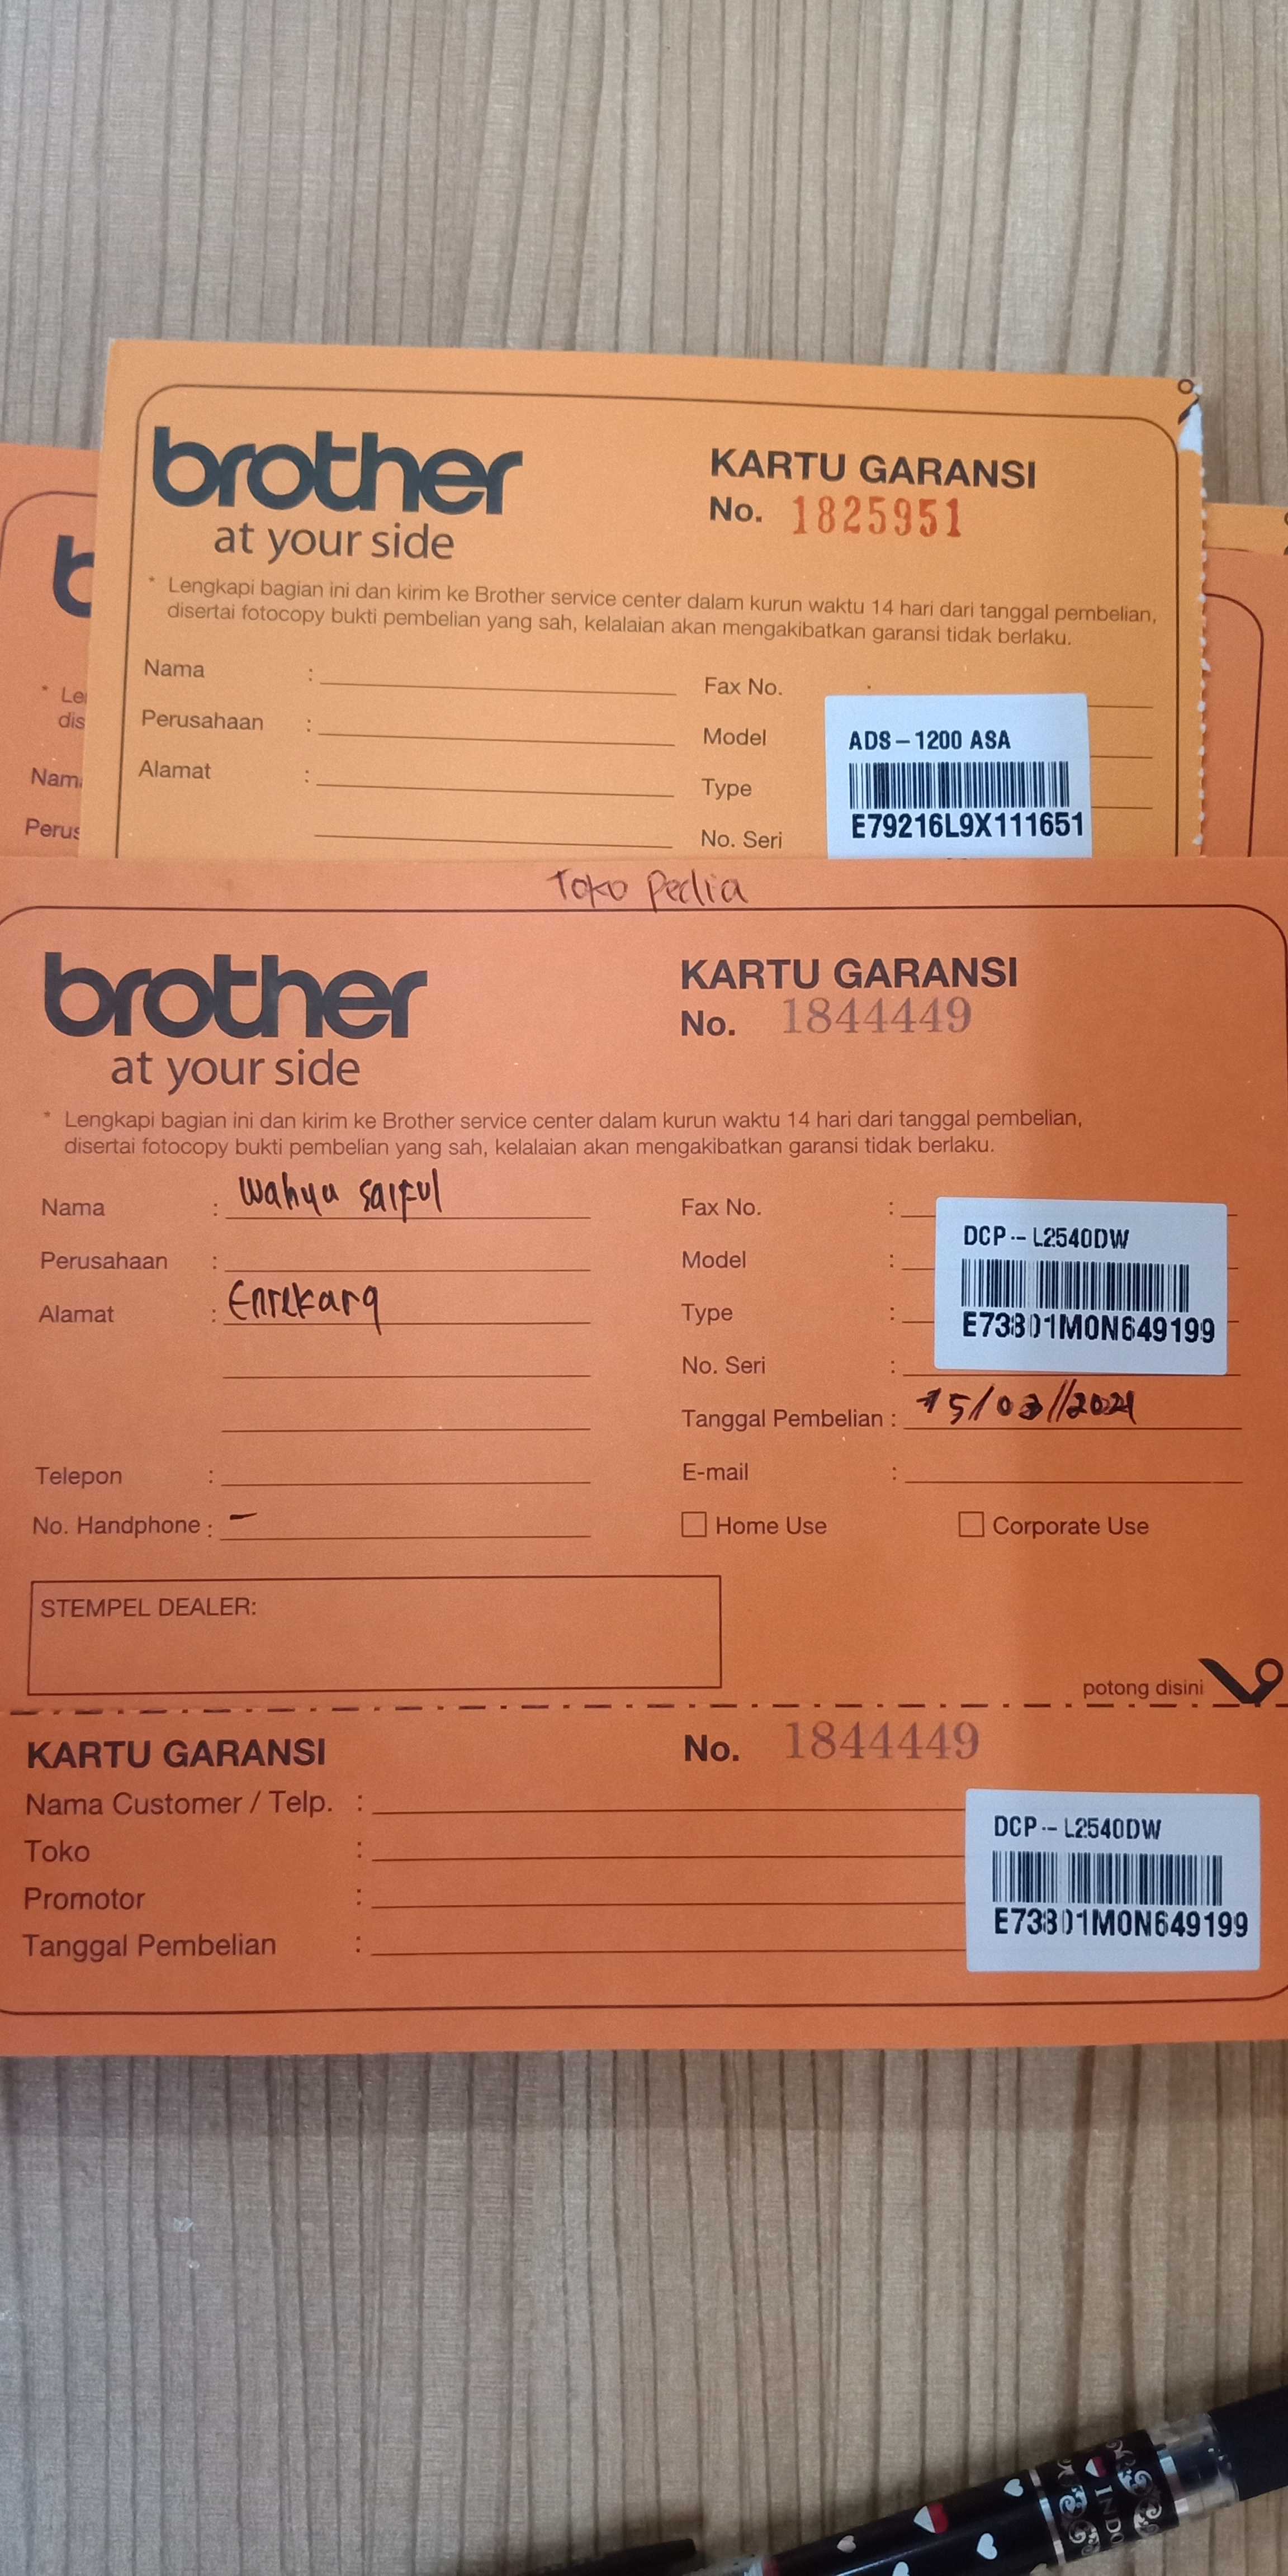 brother
at your side
KARTU GARANSI
No. 1825951
* Lengkapi bagian ini dan kirim ke Brother service center dalam kurun waktu 14 hari dari tanggal pembelian,
disertai fotocopy bukti pembelian yang sah, kelalaian akan mengakibatkan garansi tidak berlaku.
Nama :
Perusahaan :
Alamat :
Fax No.
Model
Type
No. Seri
ADS-1200 ASA
E79216L9X111651
b
* Le
dis
Nam
Perus
Toko Pedia
brother
at your side
KARTU GARANSI
No. 1844449
* Lengkapi bagian ini dan kirim ke Brother service center dalam kurun waktu 14 hari dari tanggal pembelian,
disertai fotocopy bukti pembelian yang sah, kelalaian akan mengakibatkan garansi tidak berlaku.
Nama : Wahyu Saiful
Perusahaan :
Alamat : Enrekang
Telepon :
No. Handphone : -
Fax No. :
Model :
Type :
No. Seri :
DCP-L2540DW
E73801M0N649199
Tanggal Pembelian : 15/03//2021
E-mail :
Home Use
Corporate Use
STEMPEL DEALER:
potong disini
KARTU GARANSI
No. 1844449
Nama Customer / Telp. :
Toko :
Promotor :
Tanggal Pembelian :
DCP-L2540DW
E73801M0N649199
INDO